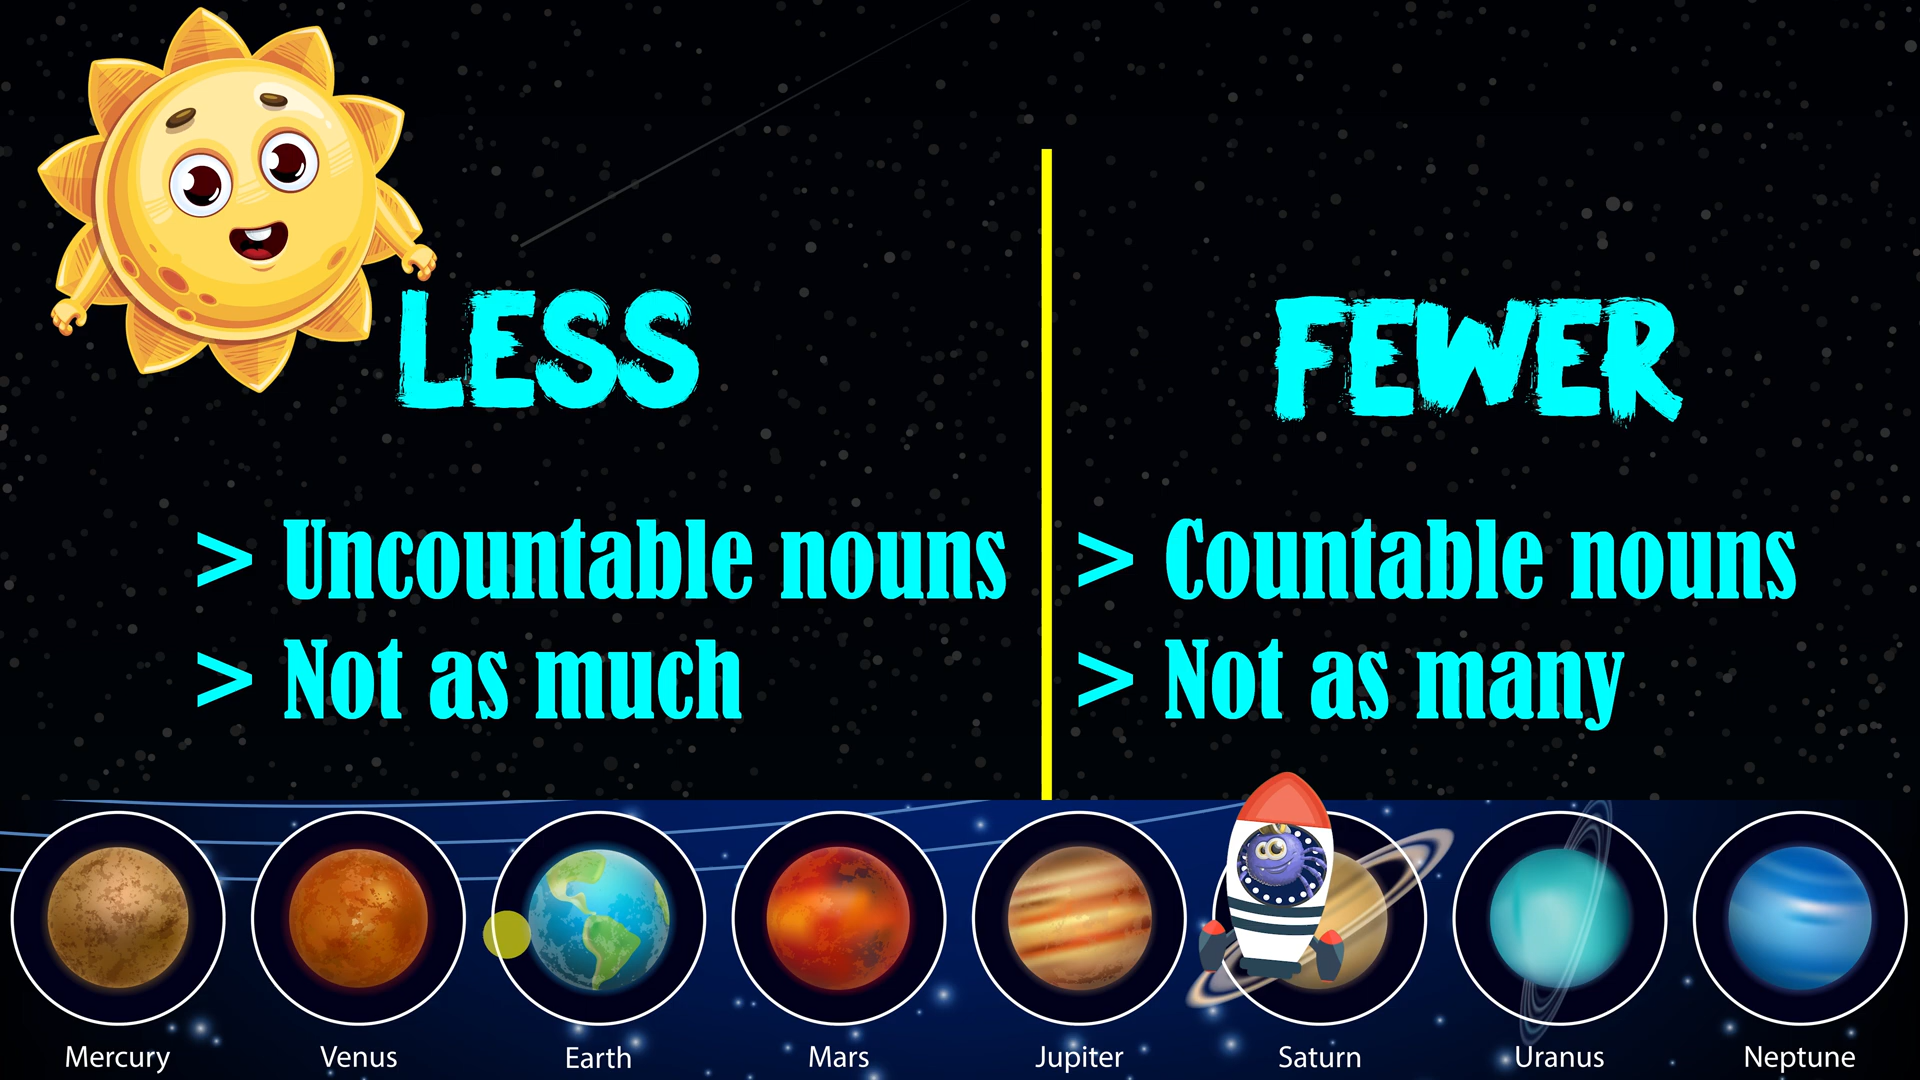 LESS
> Uncountable nouns
> Not as much
FEWER
> Countable nouns
> Not as many
Mercury
Venus
Earth
Mars
Jupiter
Saturn
Uranus
Neptune